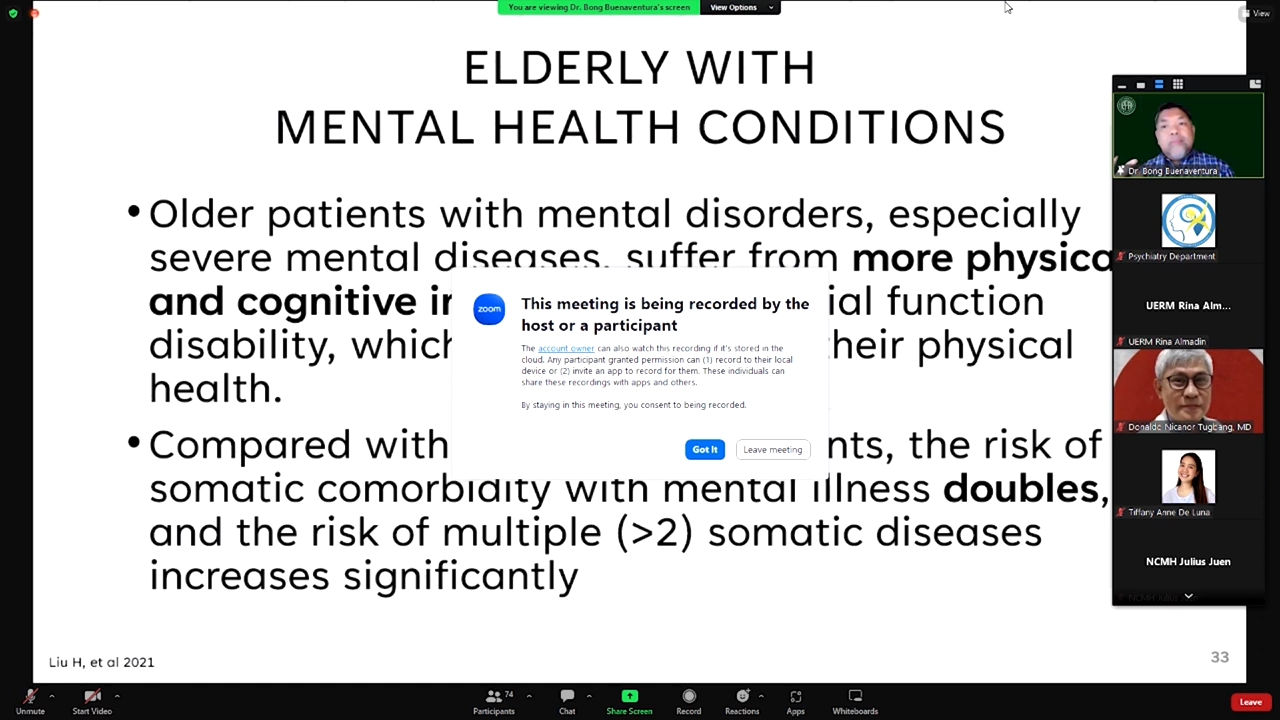 You are viewing Dr. Bong Buenaventura's screen
View Options
View
ELDERLY WITH
MENTAL HEALTH CONDITIONS
•Older patients with mental disorders, especially
severe mental diseases, suffer from more physica
and cognitive i ial function
disability, which heir physical
health.
•Compared with nts, the risk of
somatic comorbidity with mental illness doubles,
and the risk of multiple (>2) somatic diseases
increases significantly
Liu H, et al 2021
33
zoom
This meeting is being recorded by the
host or a participant
The account owner can also watch this recording if it's stored in the
cloud. Any participant granted permission can (1) record to their local
device or (2) invite an app to record for them. These individuals can
share these recordings with apps and others.
By staying in this meeting, you consent to being recorded.
Got It
Leave meeting
Dr. Bong Buenaventura
Psychiatry Department
UERM Rina Alm...
UERM Rina Almadin
Donaldo Nicanor Tugbang, MD
Tiffany Anne De Luna
NCMH Julius Juen
Unmute
Start Video
Participants
74
Chat
Share Screen
Record
Reactions
Apps
Whiteboards
Leave